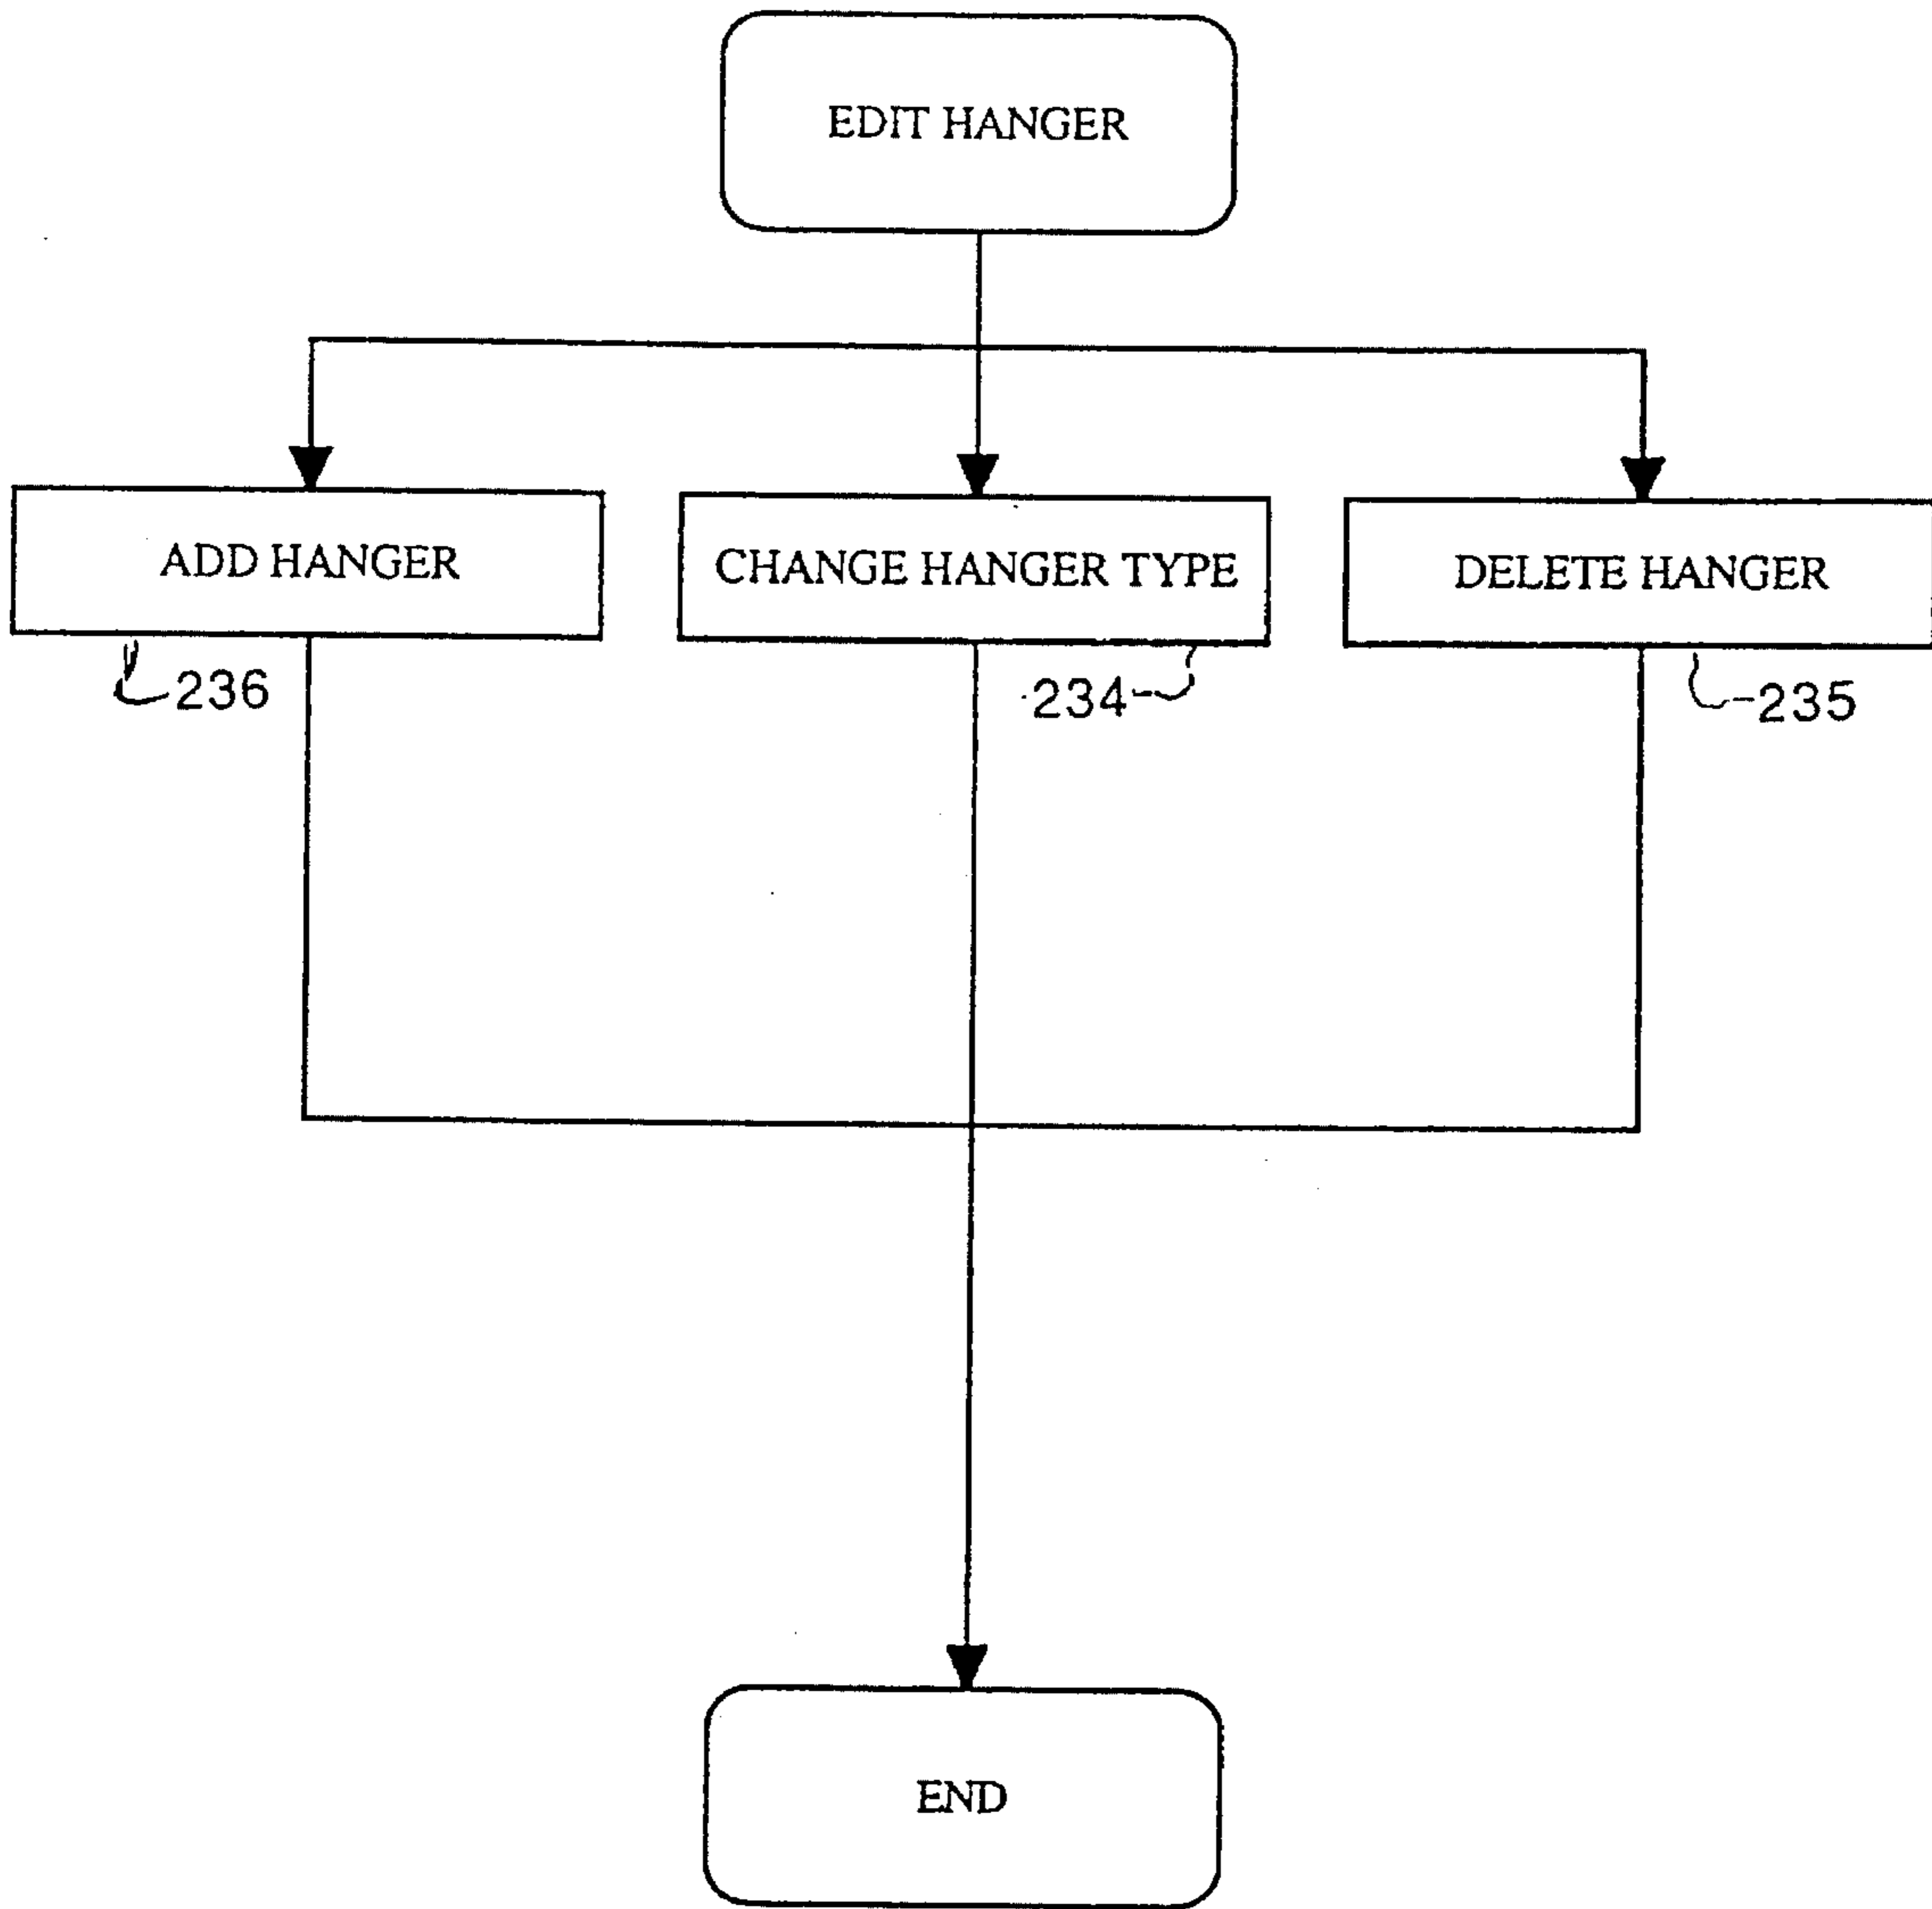 EDIT HANGER
ADD HANGER
CHANGE HANGER TYPE
DELETE HANGER
236
234
235
END